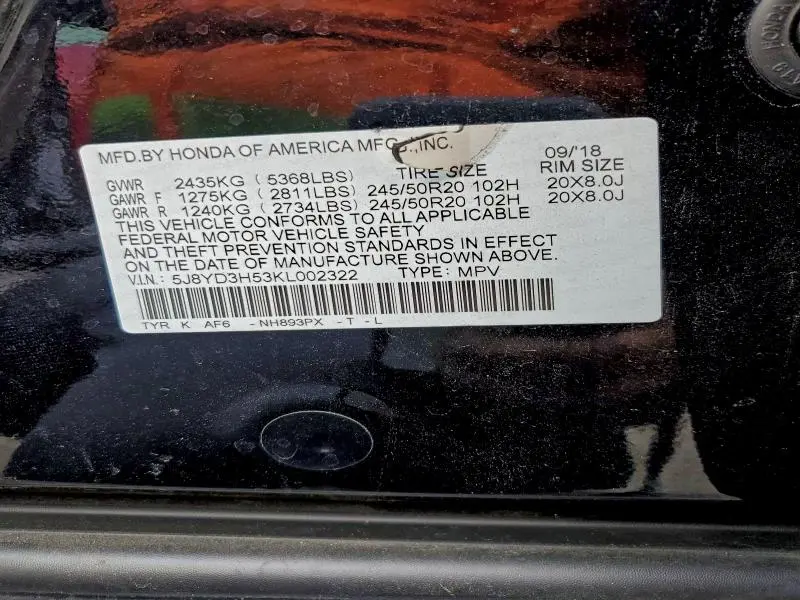 HONDA
MFD.BY HONDA OF AMERICA MFG.,INC. 09/'18
TIRE SIZE RIM SIZE
GVWR 2435KG ( 5368LBS)
GAWR F 1275KG ( 2811LBS) 245/50R20 102H 20X8.0J
GAWR R 1240KG ( 2734LBS) 245/50R20 102H 20X8.0J
THIS VEHICLE CONFORMS TO ALL APPLICABLE
FEDERAL MOTOR VEHICLE SAFETY
AND THEFT PREVENTION STANDARDS IN EFFECT
ON THE DATE OF MANUFACTURE SHOWN ABOVE.
V.I.N.: 5J8YD3H53KL002322 TYPE: MPV
TYR K AF6 - NH893PX - T - L